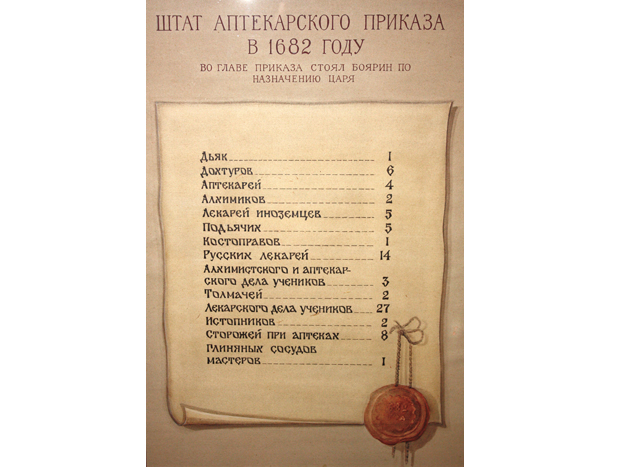 ШТАТ АПТЕКАРСКОГО ПРИКАЗА
В 1682 ГОДУ
ВО ГЛАВЕ ПРИКАЗА СТОЯЛ БОЯРИН ПО
НАЗНАЧЕНИЮ ЦАРЯ
Дьяк 1
Дохтуров 6
Аптекарей 4
Алхимиков 2
Лекарей иноземцев 5
Подьячих 5
Костоправов 1
Русских лекарей 14
Алхимистского и аптекар-
ского дела учеников 3
Толмачей 2
Лекарского дела учеников 27
Истопников 2
Сторожей при аптеках 8
Глиняных сосудов
мастеров 1